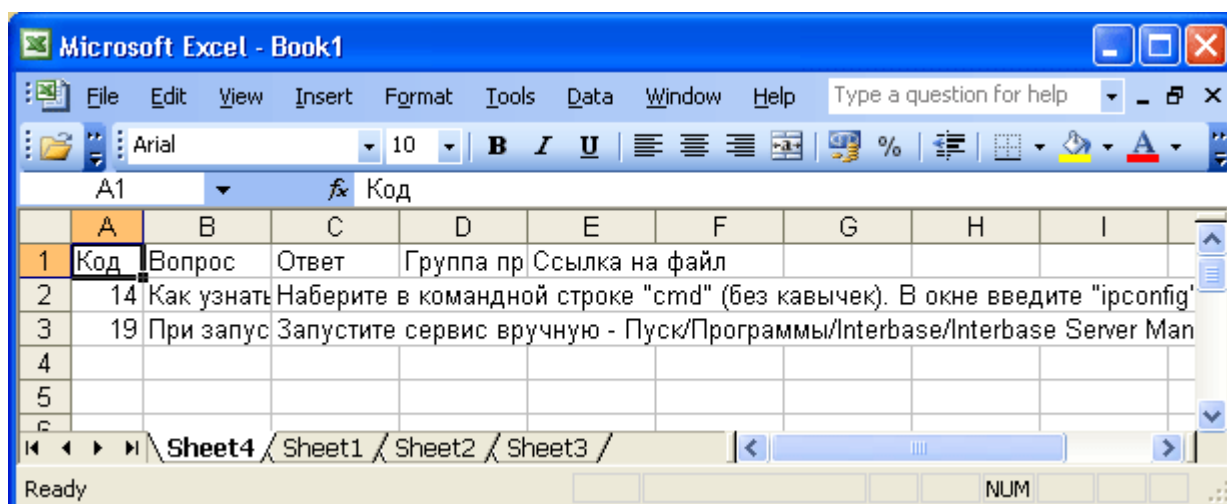 Microsoft Excel - Book1
File Edit View Insert Format Tools Data Window Help Type a question for help
Arial 10 B I U % A
A1 fx Код
A B C D E F G H I
1 Код Вопрос Ответ Группа пр Ссылка на файл
2 14 Как узнать Наберите в командной строке "cmd" (без кавычек). В окне введите "ipconfig"
3 19 При запус Запустите сервис вручную - Пуск/Программы/Interbase/Interbase Server Man
4
5
6
Sheet4 Sheet1 Sheet2 Sheet3
Ready NUM